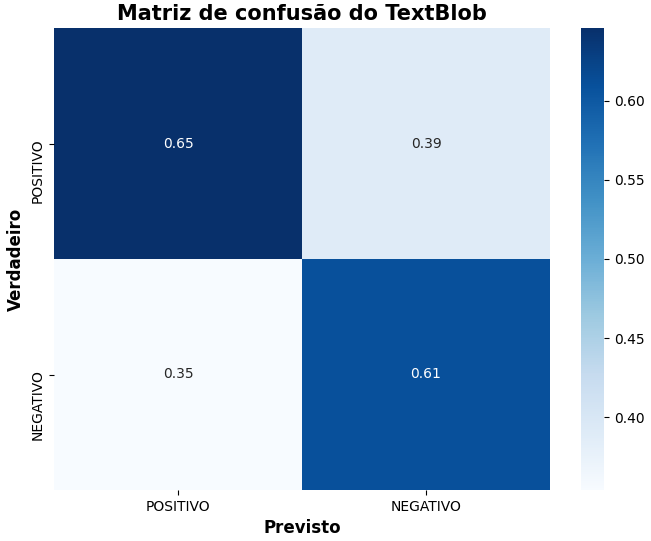 Matriz de confusão do TextBlob
Verdadeiro
POSITIVO
NEGATIVO
0.65
0.39
0.35
0.61
POSITIVO
NEGATIVO
Previsto
0.60
0.55
0.50
0.45
0.40